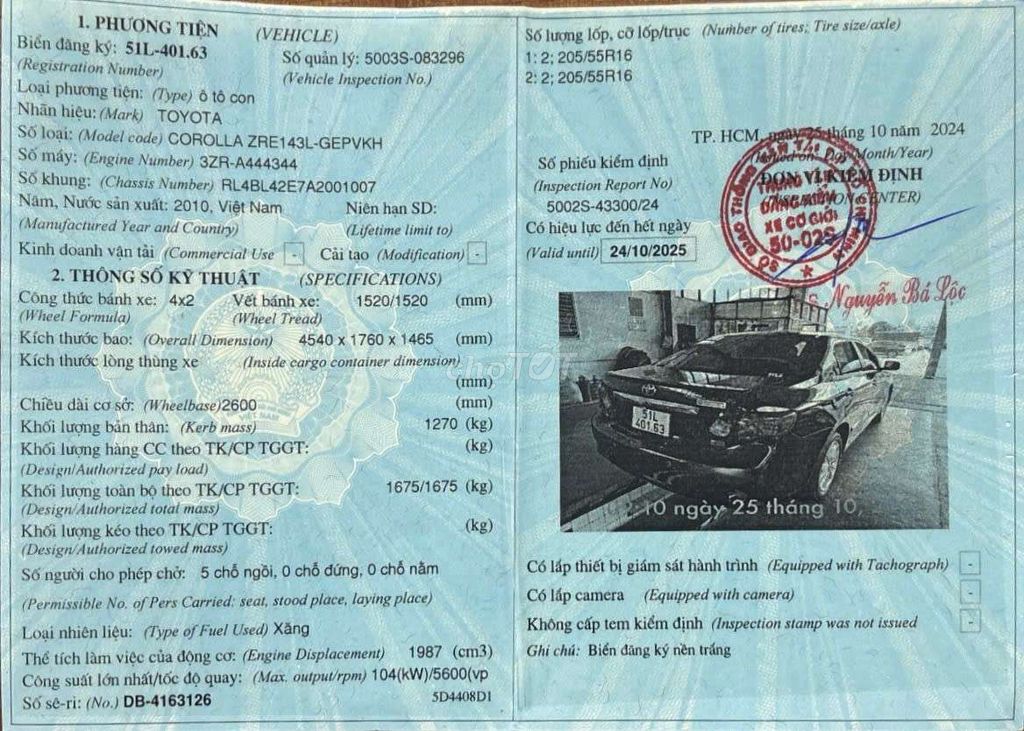 1. PHƯƠNG TIỆN (VEHICLE)
Biển đăng ký: 51L-401.63 Số quản lý: 5003S-083296
(Registration Number) (Vehicle Inspection No.)
Loại phương tiện: (Type) ô tô con
Nhãn hiệu: (Mark) TOYOTA
Số loại: (Model code) COROLLA ZRE143L-GEPVKH
Số máy: (Engine Number) 3ZR-A444344
Số khung: (Chassis Number) RL4BL42E7A2001007
Năm, Nước sản xuất: 2010, Việt Nam Niên hạn SD:
(Manufactured Year and Country) (Lifetime limit to)
Kinh doanh vận tải (Commercial Use - Cải tạo (Modification) -
2. THÔNG SỐ KỸ THUẬT (SPECIFICATIONS)
Công thức bánh xe: 4x2 Vết bánh xe: 1520/1520 (mm)
(Wheel Formula) (Wheel Tread)
Kích thước bao: (Overall Dimension) 4540 x 1760 x 1465 (mm)
Kích thước lòng thùng xe (Inside cargo container dimension)
(mm)
Chiều dài cơ sở: (Wheelbase)2600 (mm)
Khối lượng bản thân: (Kerb mass) 1270 (kg)
Khối lượng hàng CC theo TK/CP TGGT: (kg)
(Design/Authorized pay load)
Khối lượng toàn bộ theo TK/CP TGGT: 1675/1675 (kg)
(Design/Authorized total mass)
Khối lượng kéo theo TK/CP TGGT: (kg)
(Design/Authorized towed mass)
Số người cho phép chở: 5 chỗ ngồi, 0 chỗ đứng, 0 chỗ nằm
(Permissible No. of Pers Carried: seat, stood place, laying place)
Loại nhiên liệu: (Type of Fuel Used) Xăng
Thể tích làm việc của động cơ: (Engine Displacement) 1987 (cm3)
Công suất lớn nhất/tốc độ quay: (Max. output/rpm) 104(kW)/5600(vp
Số sê-ri: (No.) DB-4163126 5D4408D1
Số lượng lốp, cỡ lốp/trục (Number of tires; Tire size/axle)
1: 2; 205/55R16
2: 2; 205/55R16
TP. HCM, ngày 25 tháng 10 năm 2024
(Issued on: Day/Month/Year)
Số phiếu kiểm định ĐƠN VỊ KIỂM ĐỊNH
(Inspection Report No) CENTER)
5002S-43300/24
Có hiệu lực đến hết ngày
(Valid until) 24/10/2025
TRUNG TÂM
ĐĂNG KIỂM
XE CƠ GIỚI
50-02S
Nguyễn Bá Lộc
choTỐT
51L
401.63
10 ngày 25 tháng 10,
Có lắp thiết bị giám sát hành trình (Equipped with Tachograph) -
Có lắp camera (Equipped with camera) -
Không cấp tem kiểm định (Inspection stamp was not issued -
Ghi chú: Biển đăng ký nền trắng